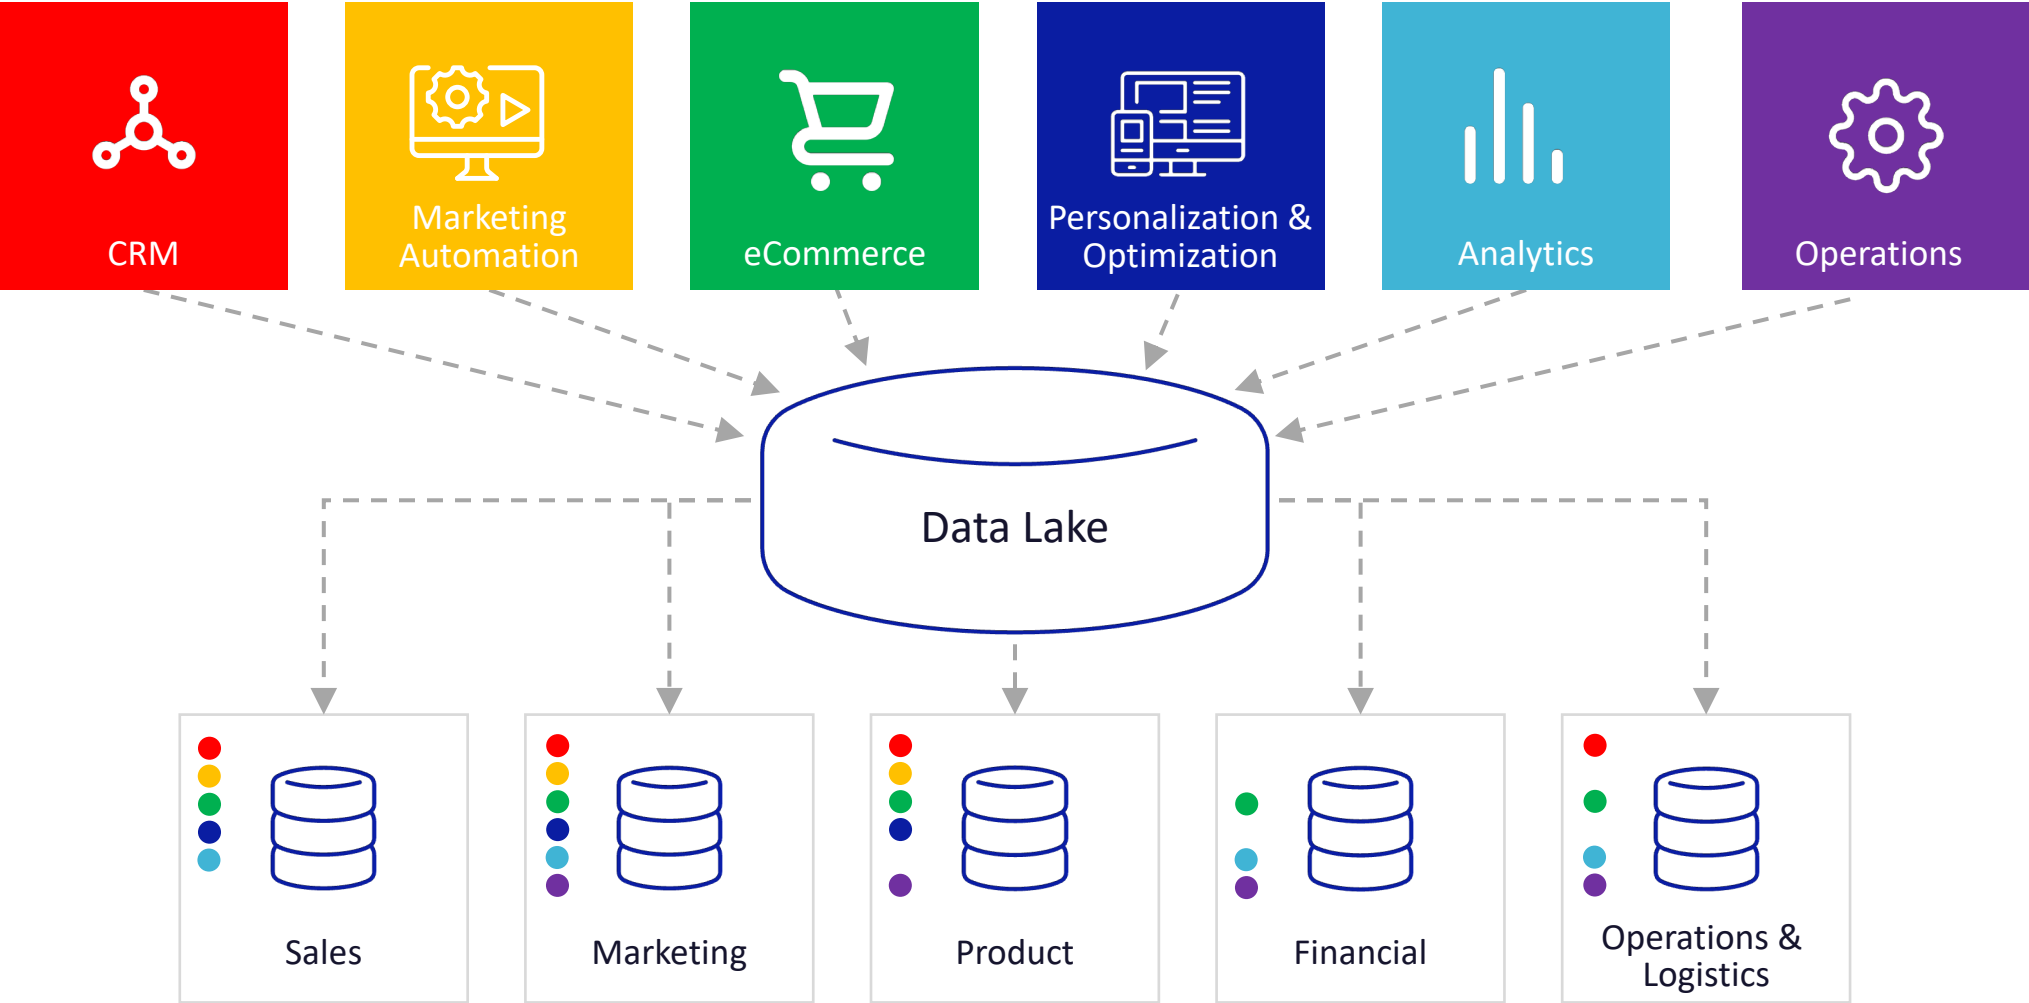 CRM
Marketing
Automation
eCommerce
Personalization &
Optimization
Analytics
Operations
Data Lake
Sales
Marketing
Product
Financial
Operations &
Logistics